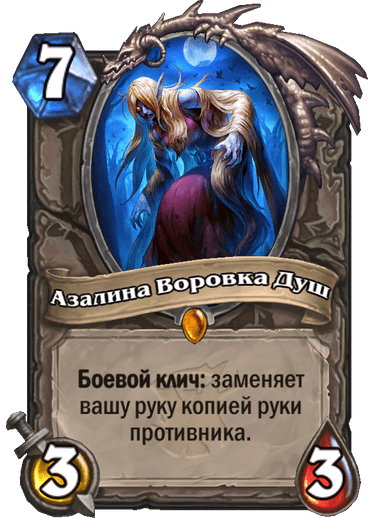 7
Азалина Воровка Душ
Боевой клич: заменяет
вашу руку копией руки
противника.
3
3